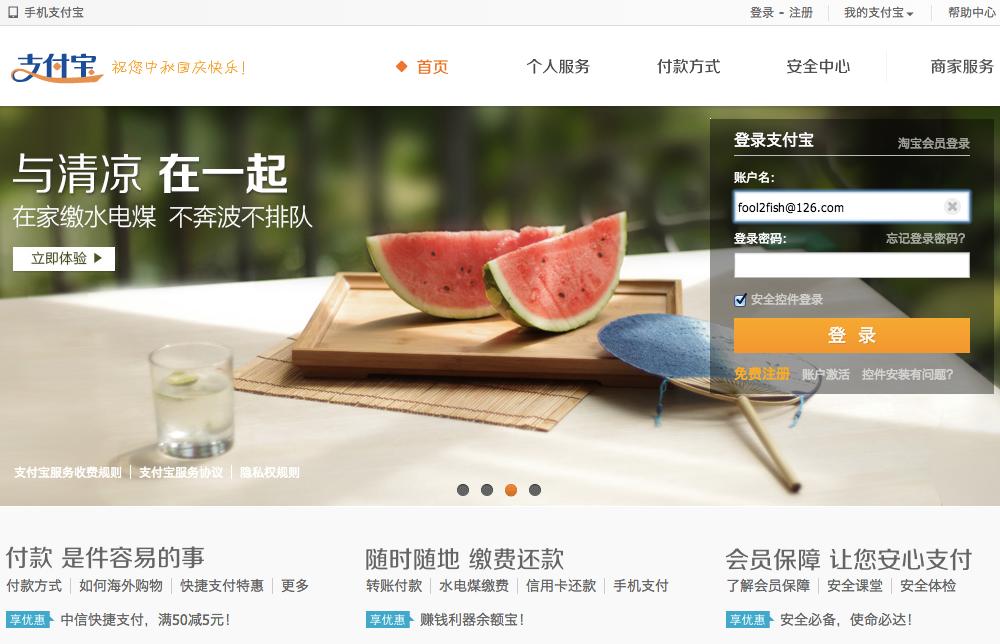 手机支付宝 登录 - 注册 我的支付宝 帮助中心
支付宝 祝您中秋国庆快乐! 首页 个人服务 付款方式 安全中心 商家服务
与清凉 在一起
在家缴水电煤 不奔波不排队
立即体验
登录支付宝 淘宝会员登录
账户名:
fool2fish@126.com
登录密码: 忘记登录密码?
安全控件登录
登 录
免费注册 账户激活 控件安装有问题?
支付宝服务收费规则 | 支付宝服务协议 | 隐私权规则
付款 是件容易的事
付款方式 | 如何海外购物 | 快捷支付特惠 | 更多
享优惠 中信快捷支付，满50减5元!
随时随地 缴费还款
转账付款 | 水电煤缴费 | 信用卡还款 | 手机支付
享优惠 赚钱利器余额宝!
会员保障 让您安心支付
了解会员保障 | 安全课堂 | 安全体检
享优惠 安全必备，使命必达!